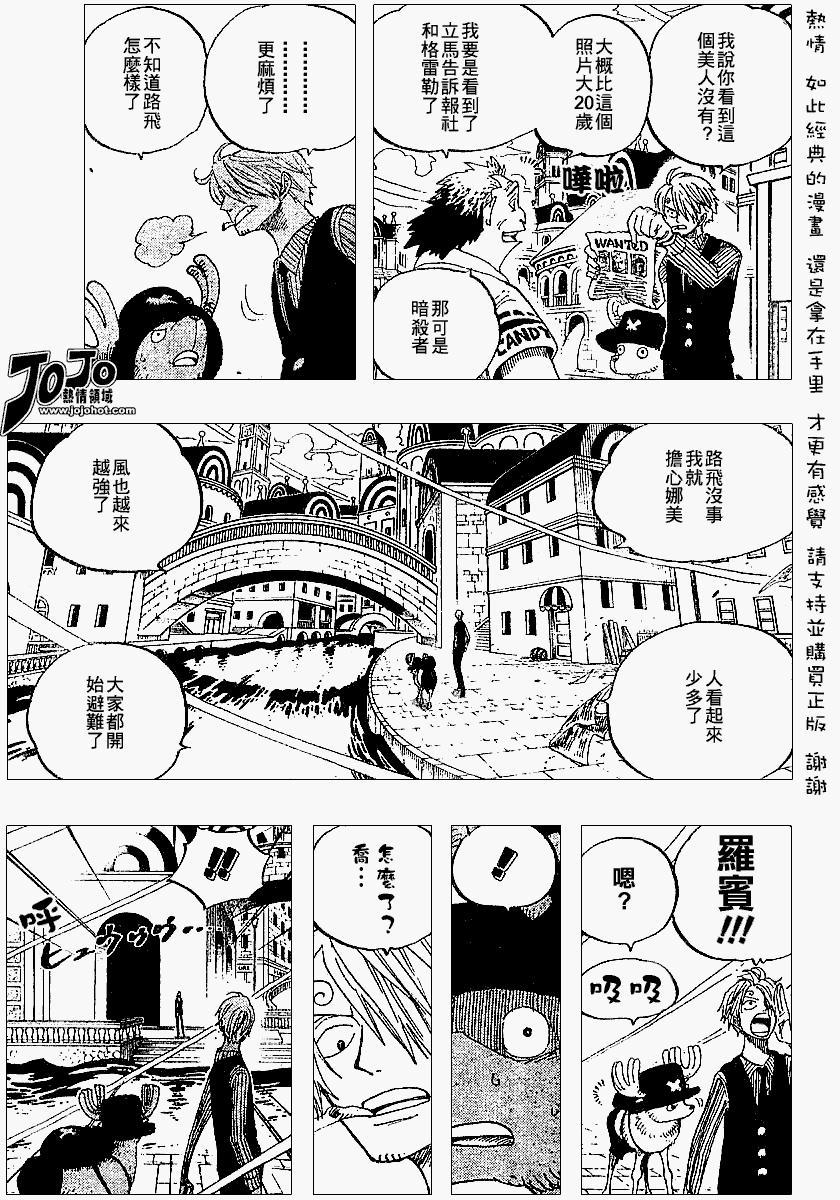 我說你看到這
個美人沒有?
大概比這個
照片大20歲
我要是看到了
立馬告訴報社
和格雷勒了
嘩啦
WANTED
CANDY
那可是
暗殺者
………
更麻煩了
不知道路飛
怎麼樣了
JOJO
熱情領域
www.jojohot.com
路飛沒事
我就
擔心娜美
風也越來
越強了
人看起來
少多了
大家都開
始避難了
羅賓!!!
嗯?
吸吸
!
怎麼了?
喬…
!!
呼
ヒュウゥゥ…
熱情 如此經典的漫畫 還是拿在手里 才更有感覺 請支持並購買正版 謝謝